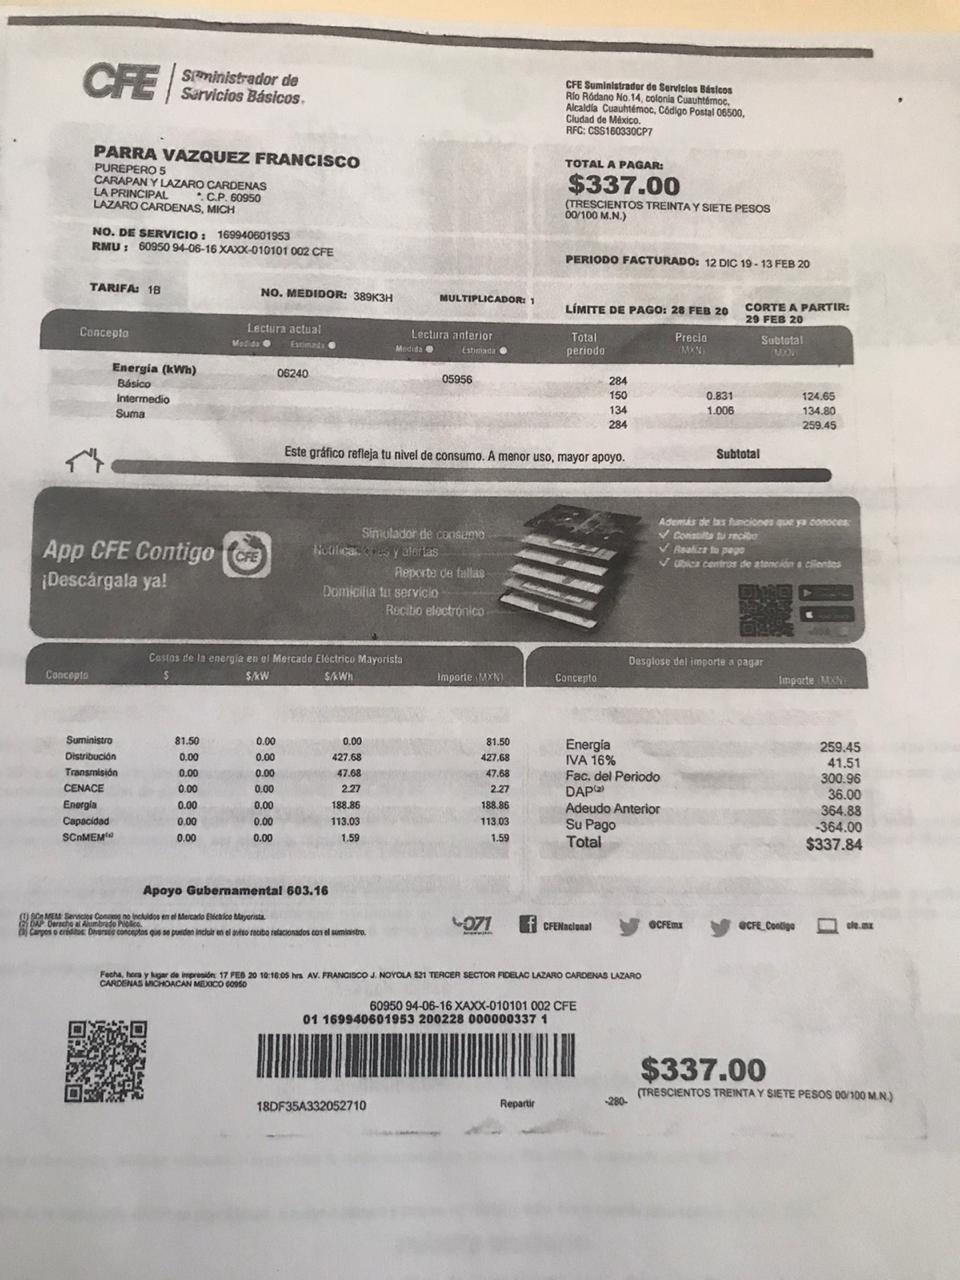 CFE Suministrador de
Servicios Básicos.
CFE Suministrador de Servicios Básicos
Río Ródano No.14, colonia Cuauhtémoc,
Alcaldía Cuauhtémoc, Código Postal 06500,
Ciudad de México.
RFC: CSS160330CP7
PARRA VAZQUEZ FRANCISCO
PUREPERO 5
CARAPAN Y LAZARO CARDENAS
LA PRINCIPAL *. C.P. 60950
LAZARO CARDENAS, MICH
TOTAL A PAGAR:
$337.00
(TRESCIENTOS TREINTA Y SIETE PESOS
00/100 M.N.)
NO. DE SERVICIO : 169940601953
RMU : 60950 94-06-16 XAXX-010101 002 CFE
PERIODO FACTURADO: 12 DIC 19 - 13 FEB 20
TARIFA: 1B NO. MEDIDOR: 389K3H MULTIPLICADOR: 1
LÍMITE DE PAGO: 28 FEB 20 CORTE A PARTIR:
29 FEB 20
Concepto Lectura actual Lectura anterior Total periodo Precio (MXN) Subtotal (MXN)
Medida Estimada Medida Estimada
Energía (kWh) 06240 05956 284
Básico 150 0.831 124.65
Intermedio 134 1.006 134.80
Suma 284 259.45
Este gráfico refleja tu nivel de consumo. A menor uso, mayor apoyo. Subtotal
App CFE Contigo CFE
¡Descárgala ya!
Simulador de consumo
Notificaciones y alertas
Reporte de fallas
Domicilia tu servicio
Recibo electrónico
Además de las funciones que ya conoces:
Consulta tu recibo
Realiza tu pago
Ubica centros de atención a clientes
Costos de la energía en el Mercado Eléctrico Mayorista
Concepto $ $/kW $/kWh Importe (MXN)
Suministro 81.50 0.00 0.00 81.50
Distribución 0.00 0.00 427.68 427.68
Transmisión 0.00 0.00 47.68 47.68
CENACE 0.00 0.00 2.27 2.27
Energía 0.00 0.00 188.86 188.86
Capacidad 0.00 0.00 113.03 113.03
SCnMEM 0.00 0.00 1.59 1.59
Desglose del importe a pagar
Concepto Importe (MXN)
Energía 259.45
IVA 16% 41.51
Fac. del Periodo 300.96
DAP(2) 36.00
Adeudo Anterior 364.88
Su Pago -364.00
Total $337.84
Apoyo Gubernamental 603.16
(1) SCnMEM: Servicios Conexos no Incluidos en el Mercado Eléctrico Mayorista.
(2) DAP: Derecho al Alumbrado Público.
(3) Cargos o créditos: Diversos conceptos que se pueden incluir en el aviso recibo relacionados con el suministro.
071 CFENacional @CFEmx @CFE_Contigo cfe.mx
Fecha, hora y lugar de impresión: 17 FEB 20 10:16:05 hrs. AV. FRANCISCO J. NOYOLA 521 TERCER SECTOR FIDELAC LAZARO CARDENAS LAZARO
CARDENAS MICHOACAN MEXICO 60950
60950 94-06-16 XAXX-010101 002 CFE
01 169940601953 200228 000000337 1
18DF35A332052710 Repartir -280-
$337.00
(TRESCIENTOS TREINTA Y SIETE PESOS 00/100 M.N.)